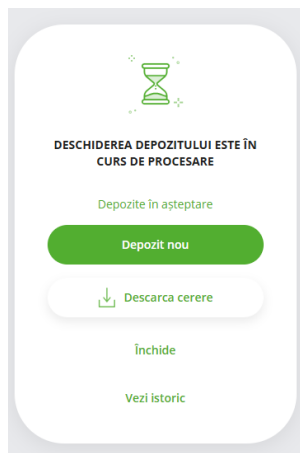 DESCHIDEREA DEPOZITULUI ESTE ÎN
CURS DE PROCESARE
Depozite în așteptare
Depozit nou
Descarca cerere
Închide
Vezi istoric